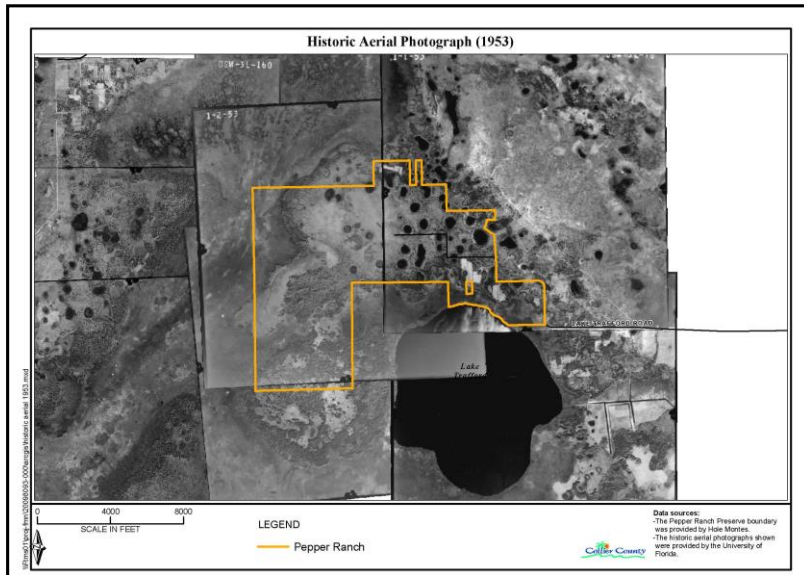 Historic Aerial Photograph (1953)
1-2-53
LAKE TRAFFORD ROAD
Lake
Trafford
0 4000 8000
SCALE IN FEET
LEGEND
Pepper Ranch
Collier County
Data sources:
-The Pepper Ranch Preserve boundary
was provided by Hole Montes.
-The historic aerial photographs shown
were provided by the University of
Florida.